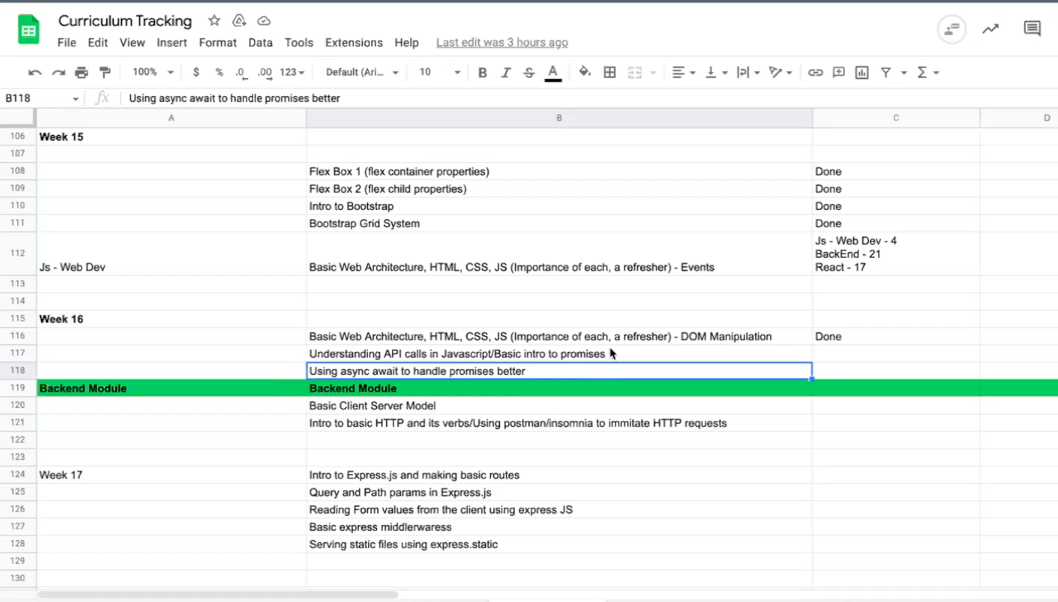 Curriculum Tracking
File Edit View Insert Format Data Tools Extensions Help Last edit was 3 hours ago
100% $ % .0 .00 123 Default (Ari... 10 B I S A
B118 fx Using async await to handle promises better
A B C D
106 Week 15
107
108 Flex Box 1 (flex container properties) Done
109 Flex Box 2 (flex child properties) Done
110 Intro to Bootstrap Done
111 Bootstrap Grid System Done
Js - Web Dev - 4
112 BackEnd - 21
Js - Web Dev Basic Web Architecture, HTML, CSS, JS (Importance of each, a refresher) - Events React - 17
113
114
115 Week 16
116 Basic Web Architecture, HTML, CSS, JS (Importance of each, a refresher) - DOM Manipulation Done
117 Understanding API calls in Javascript/Basic intro to promises
118 Using async await to handle promises better
119 Backend Module Backend Module
120 Basic Client Server Model
121 Intro to basic HTTP and its verbs/Using postman/insomnia to immitate HTTP requests
122
123
124 Week 17 Intro to Express.js and making basic routes
125 Query and Path params in Express.js
126 Reading Form values from the client using express JS
127 Basic express middlerwaress
128 Serving static files using express.static
129
130